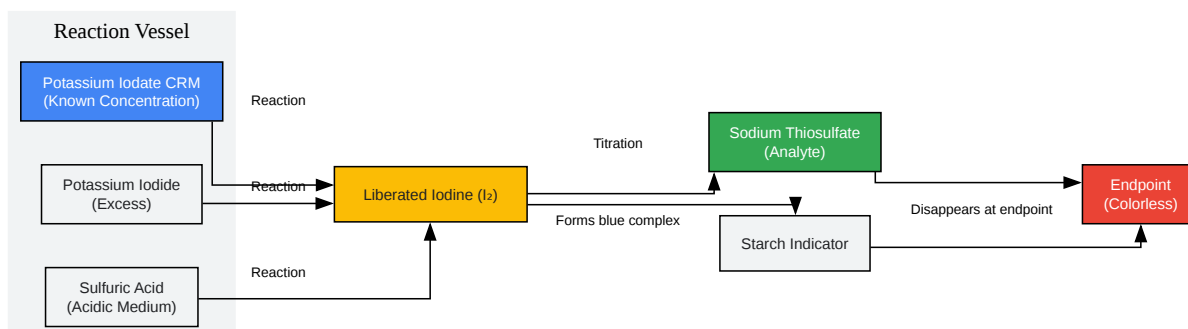 Reaction Vessel
Potassium Iodate CRM
(Known Concentration)
Reaction
Potassium Iodide
(Excess)
Reaction
Sulfuric Acid
(Acidic Medium)
Reaction
Liberated Iodine (I₂)
Titration
Forms blue complex
Sodium Thiosulfate
(Analyte)
Starch Indicator
Disappears at endpoint
Endpoint
(Colorless)